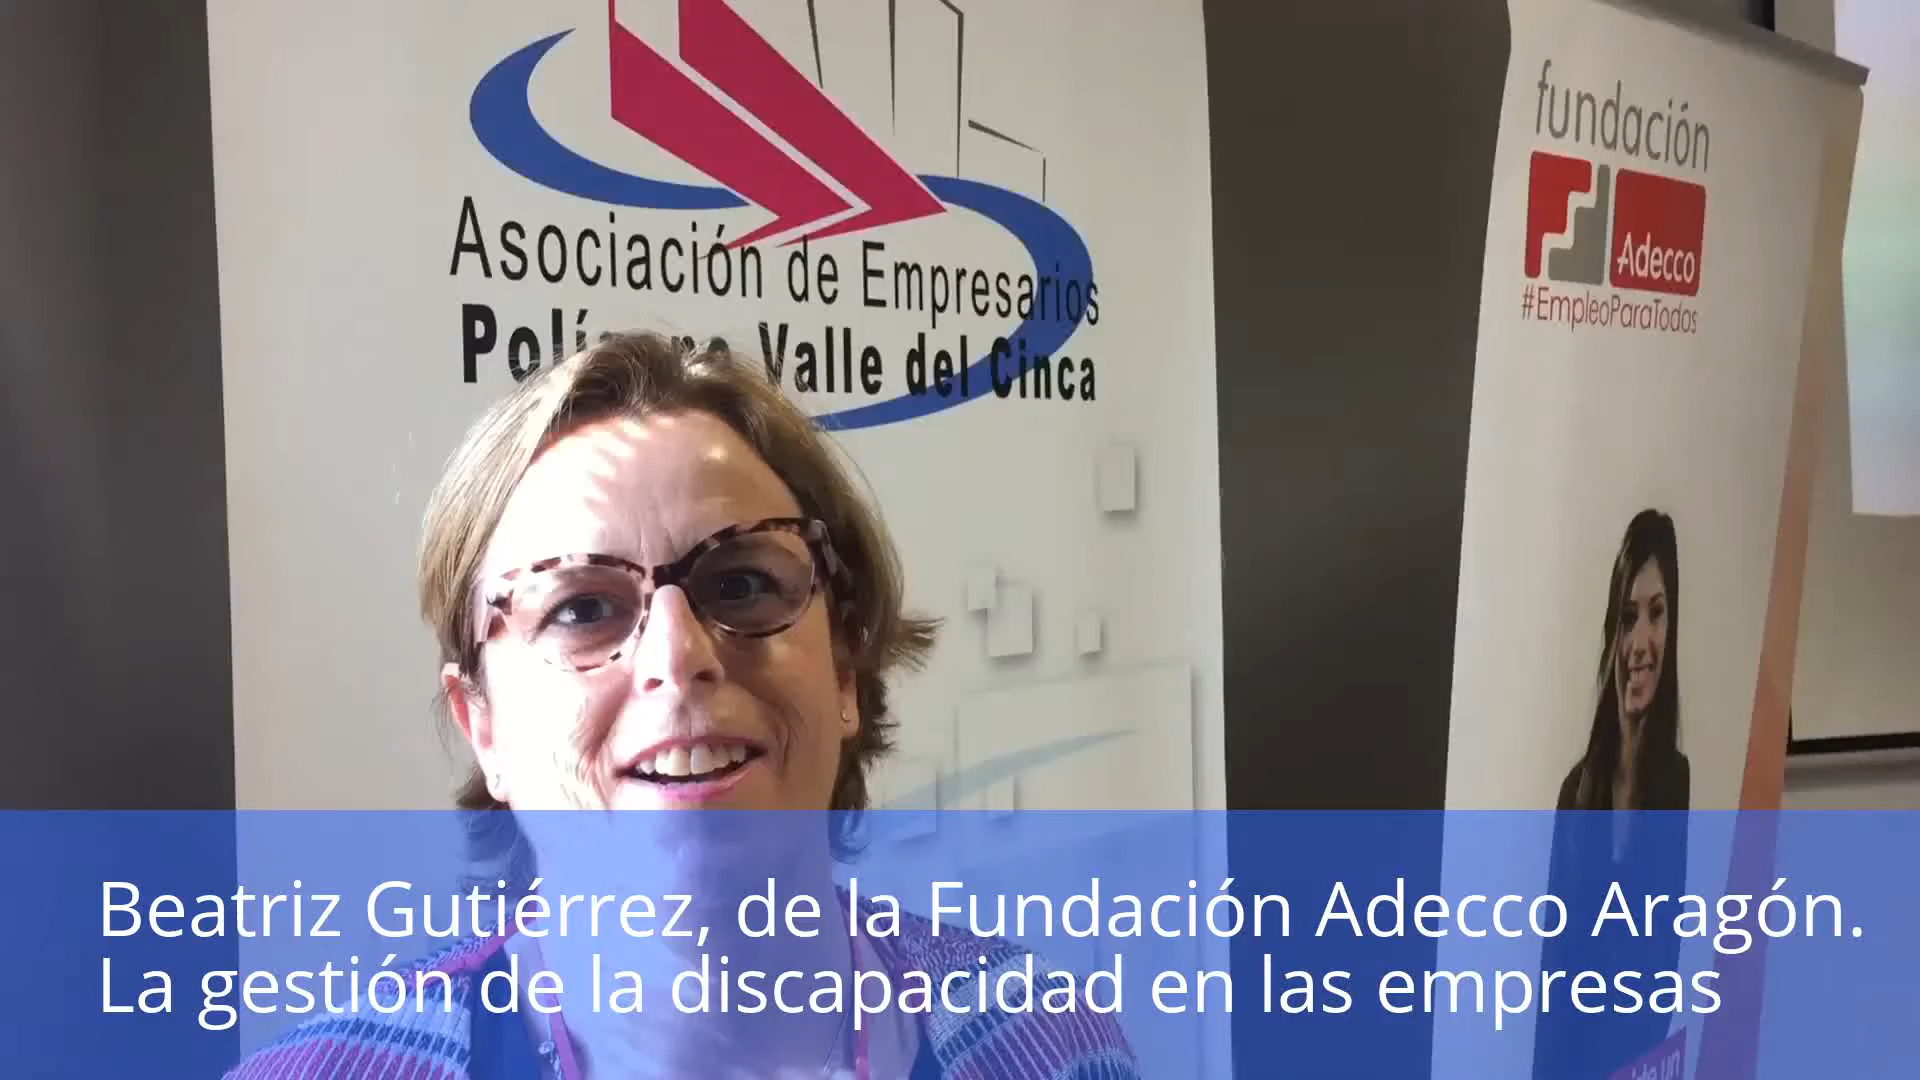 Asociación de Empresarios
Valle del Cinca
fundación
Adecco
#EmpleoParaTodos
Beatriz Gutiérrez, de la Fundación Adecco Aragón.
La gestión de la discapacidad en las empresas